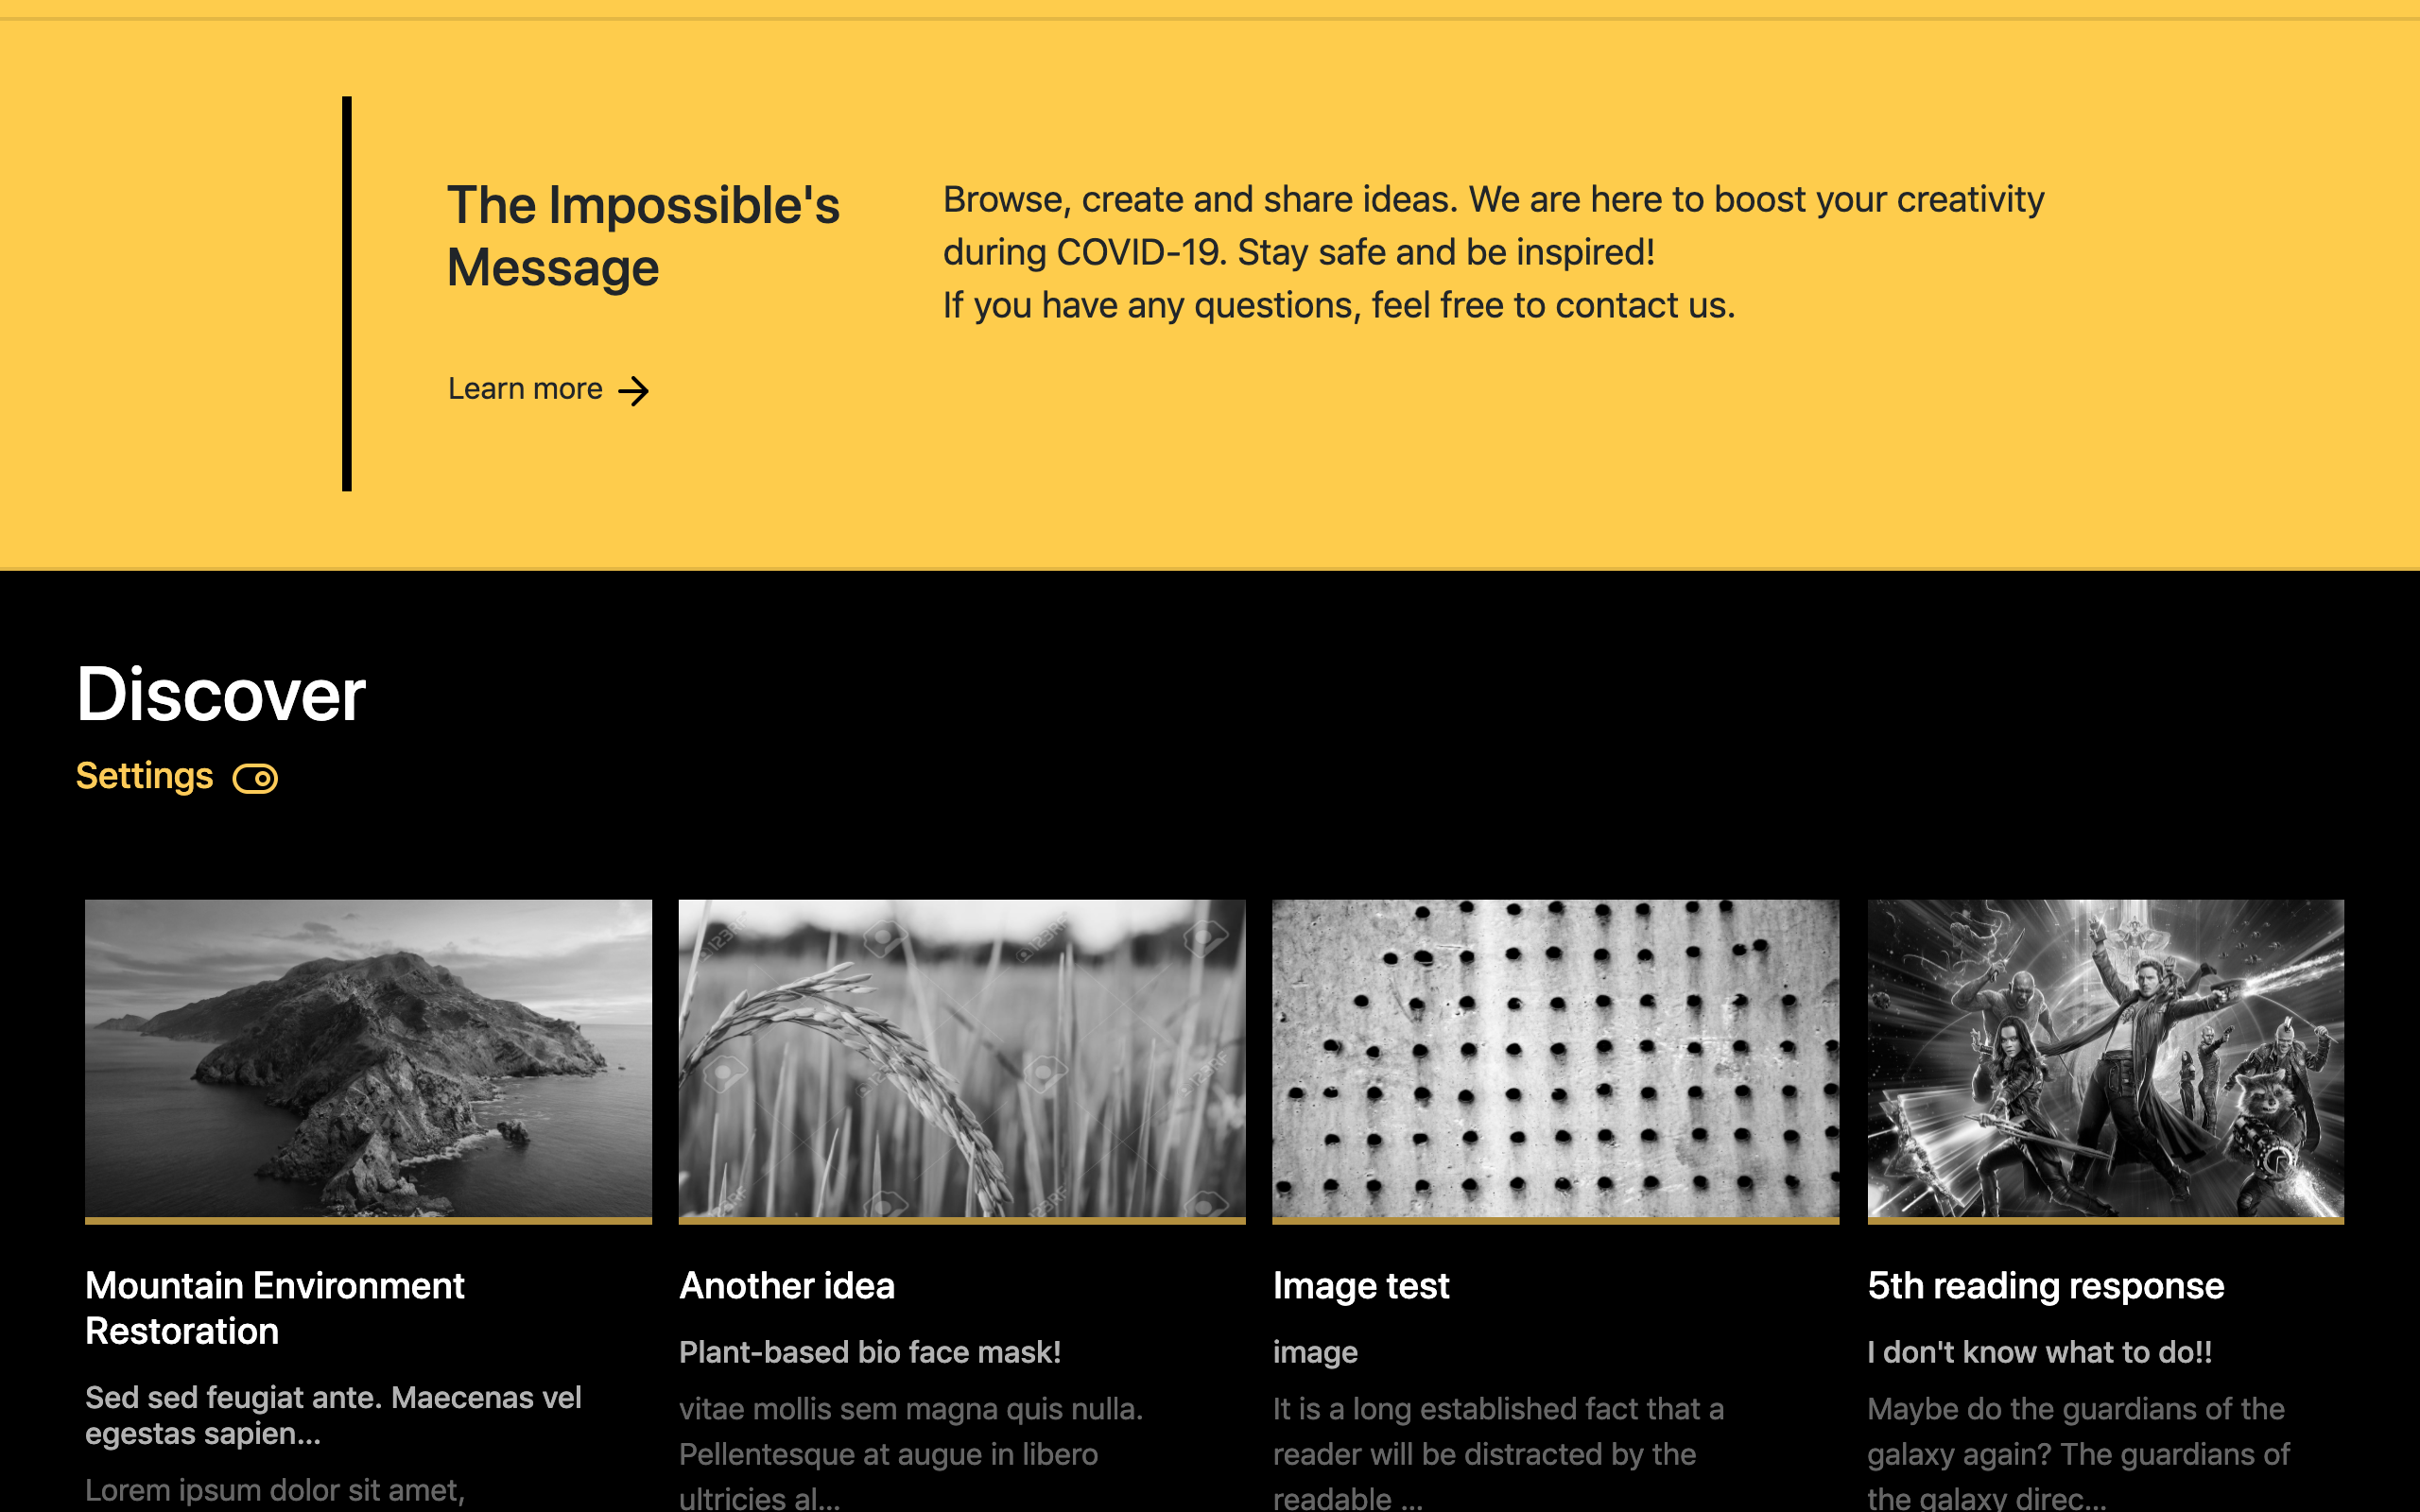 The Impossible's
Message
Browse, create and share ideas. We are here to boost your creativity
during COVID-19. Stay safe and be inspired!
If you have any questions, feel free to contact us.
Learn more
Discover
Settings
123RF
123RF
123RF
123RF
Mountain Environment
Restoration
Sed sed feugiat ante. Maecenas vel
egestas sapien...
Lorem ipsum dolor sit amet,
Another idea
Plant-based bio face mask!
vitae mollis sem magna quis nulla.
Pellentesque at augue in libero
ultricies al...
Image test
image
It is a long established fact that a
reader will be distracted by the
readable ...
5th reading response
I don't know what to do!!
Maybe do the guardians of the
galaxy again? The guardians of
the galaxy direc...